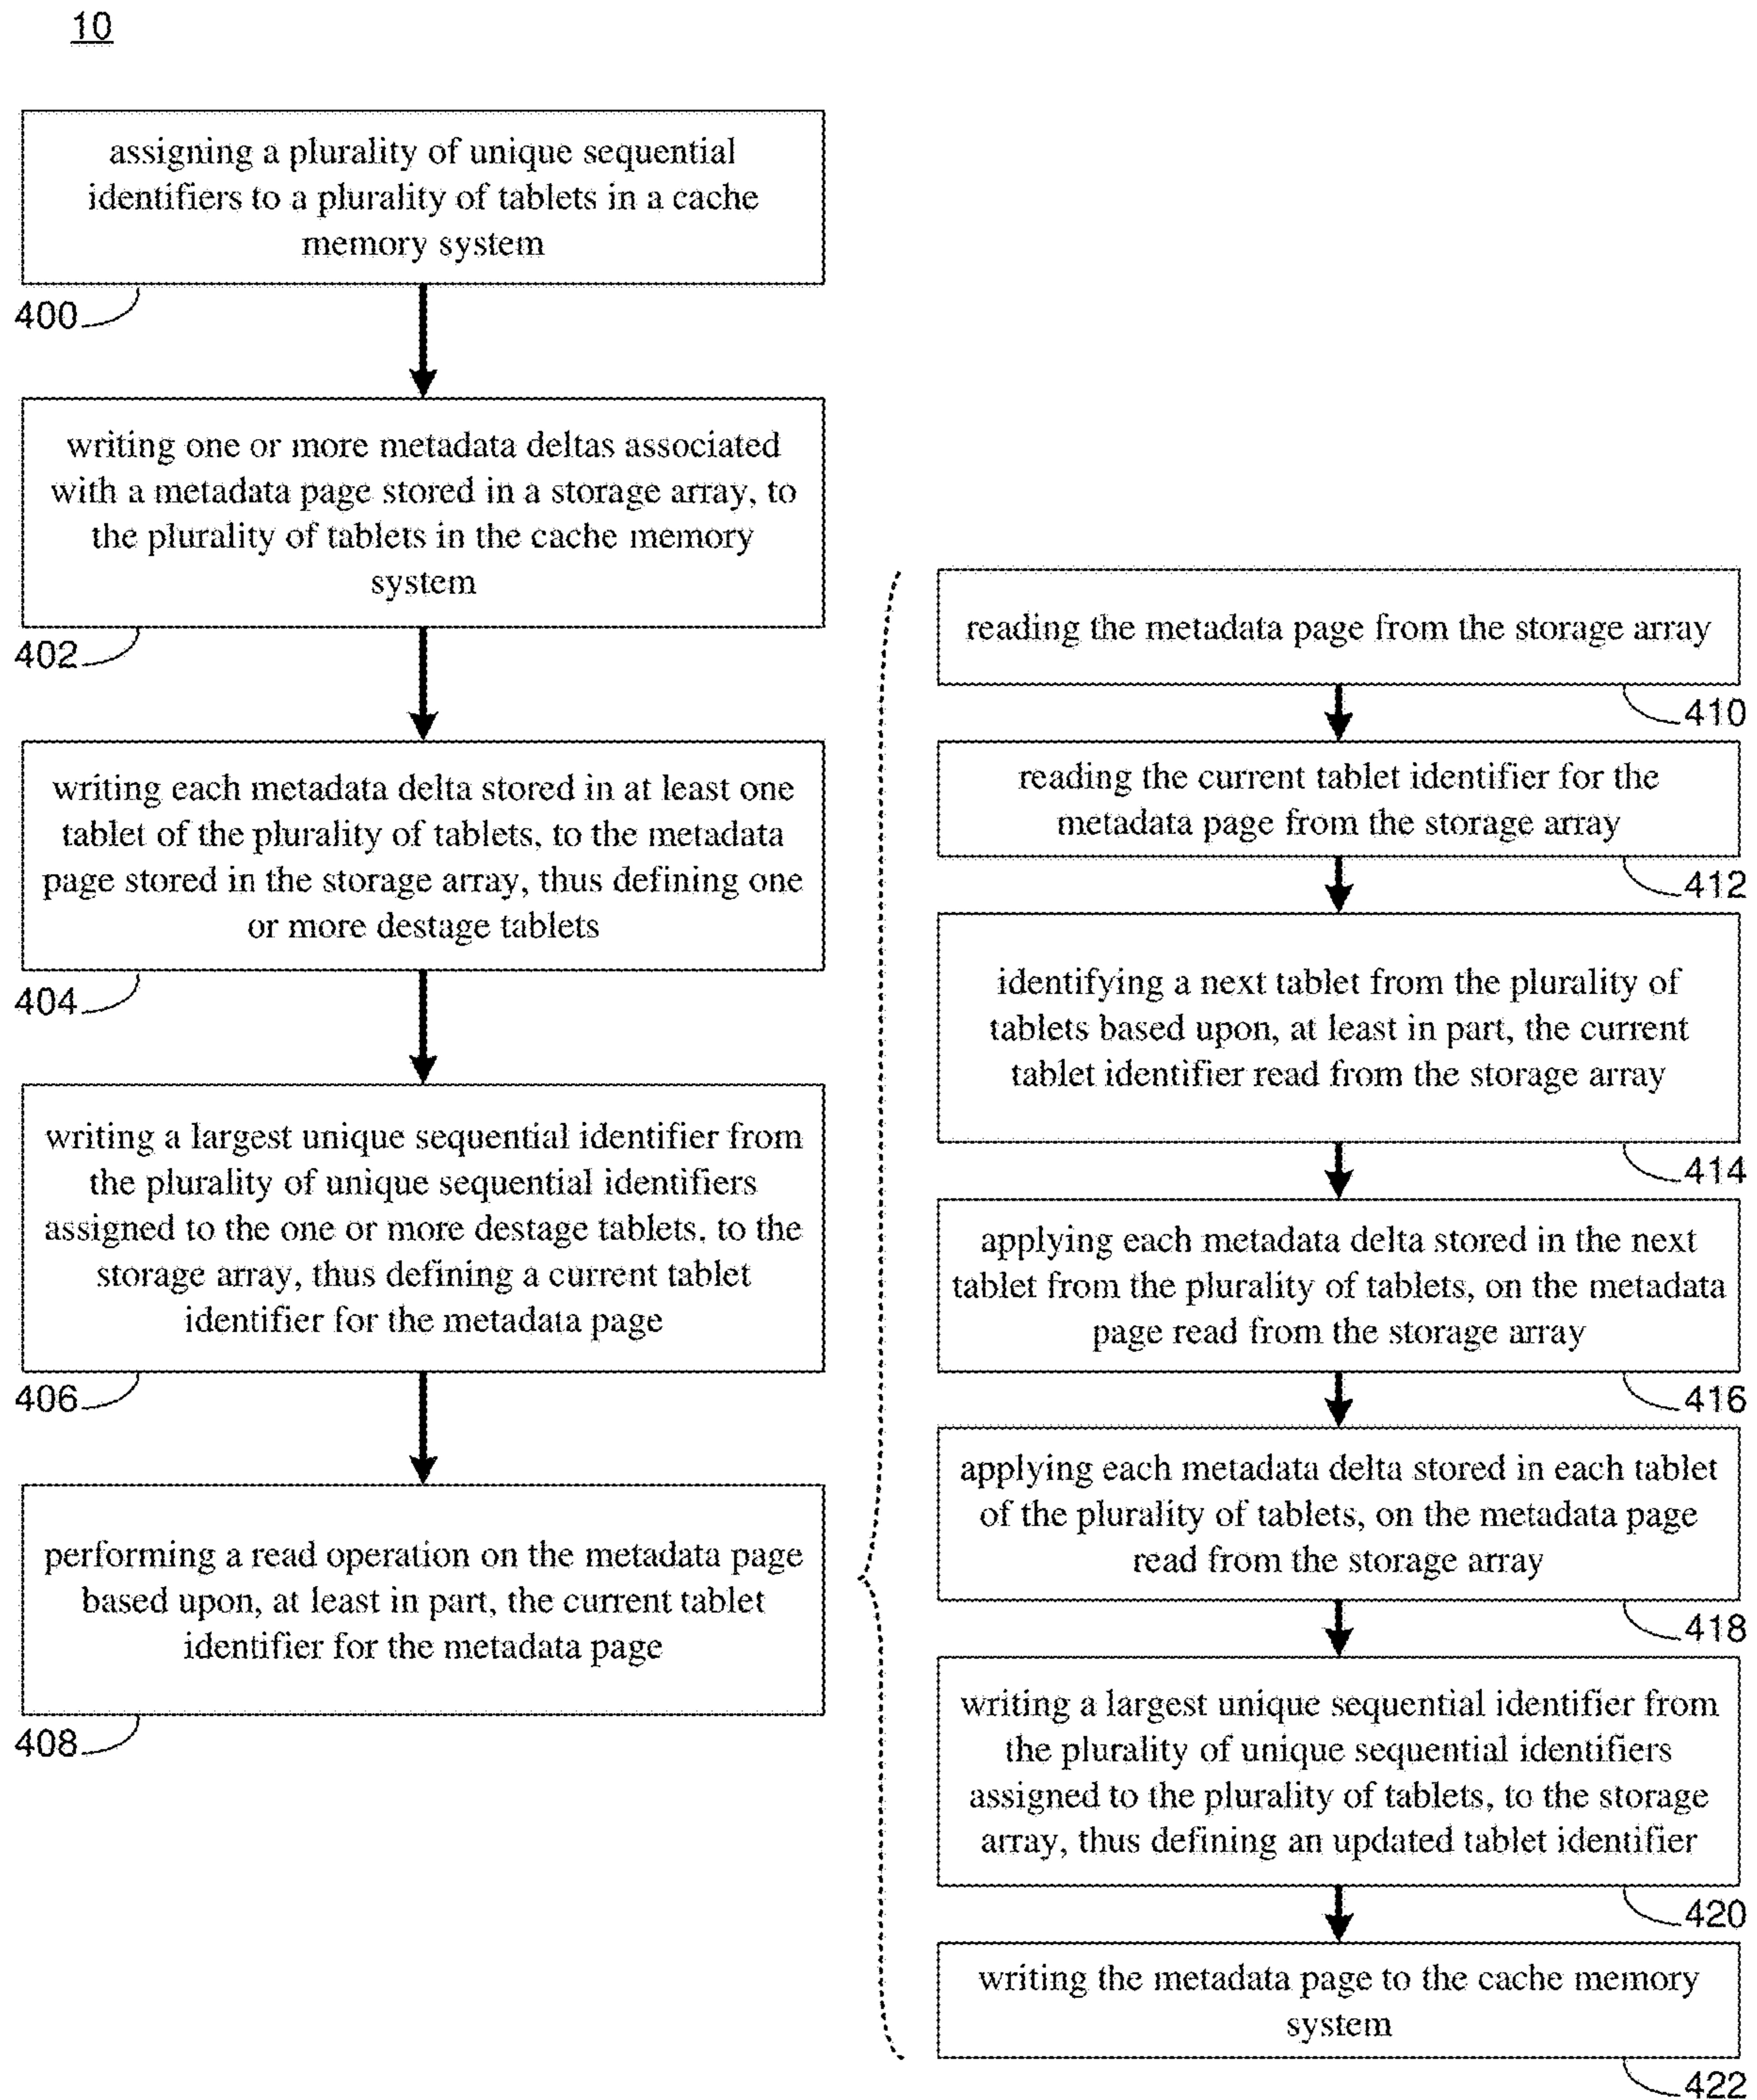 10
assigning a plurality of unique sequential
identifiers to a plurality of tablets in a cache
memory system
400
writing one or more metadata deltas associated
with a metadata page stored in a storage array, to
the plurality of tablets in the cache memory
system
402
writing each metadata delta stored in at least one
tablet of the plurality of tablets, to the metadata
page stored in the storage array, thus defining one
or more destage tablets
404
writing a largest unique sequential identifier from
the plurality of unique sequential identifiers
assigned to the one or more destage tablets, to the
storage array, thus defining a current tablet
identifier for the metadata page
406
performing a read operation on the metadata page
based upon, at least in part, the current tablet
identifier for the metadata page
408
reading the metadata page from the storage array
410
reading the current tablet identifier for the
metadata page from the storage array
412
identifying a next tablet from the plurality of
tablets based upon, at least in part, the current
tablet identifier read from the storage array
414
applying each metadata delta stored in the next
tablet from the plurality of tablets, on the metadata
page read from the storage array
416
applying each metadata delta stored in each tablet
of the plurality of tablets, on the metadata page
read from the storage array
418
writing a largest unique sequential identifier from
the plurality of unique sequential identifiers
assigned to the plurality of tablets, to the storage
array, thus defining an updated tablet identifier
420
writing the metadata page to the cache memory
system
422